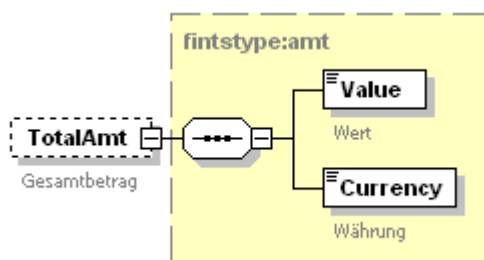 fintstype:amt
Value
Wert
TotalAmt
Gesamtbetrag
Currency
Währung